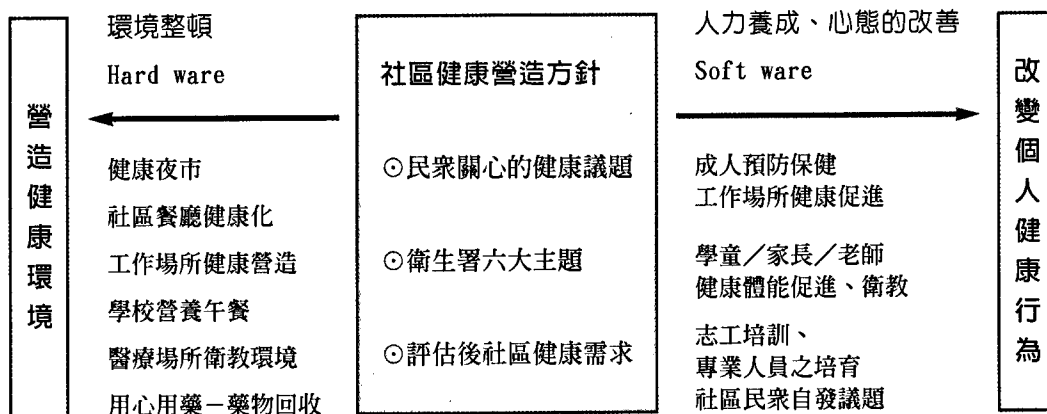 營造健康環境
環境整頓
Hard ware
健康夜市
社區餐廳健康化
工作場所健康營造
學校營養午餐
醫療場所衛教環境
用心用藥－藥物回收
社區健康營造方針
⊙民衆關心的健康議題
⊙衛生署六大主題
⊙評估後社區健康需求
人力養成、心態的改善
Soft ware
成人預防保健
工作場所健康促進
學童／家長／老師
健康體能促進、衛教
志工培訓、
專業人員之培育
社區民衆自發議題
改變個人健康行為